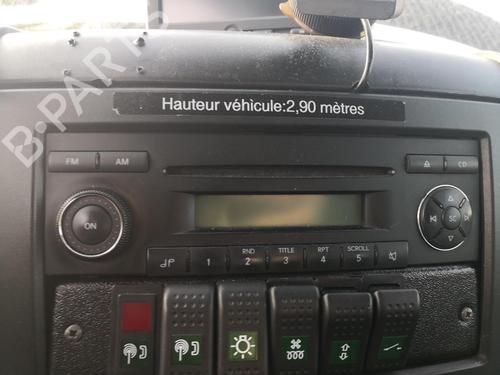 Hauteur véhicule:2,90 mètres
B-PARTS
FM AM
CD
ON
SC
1 RND 2 TITLE 3 RPT 4 SCROLL 5